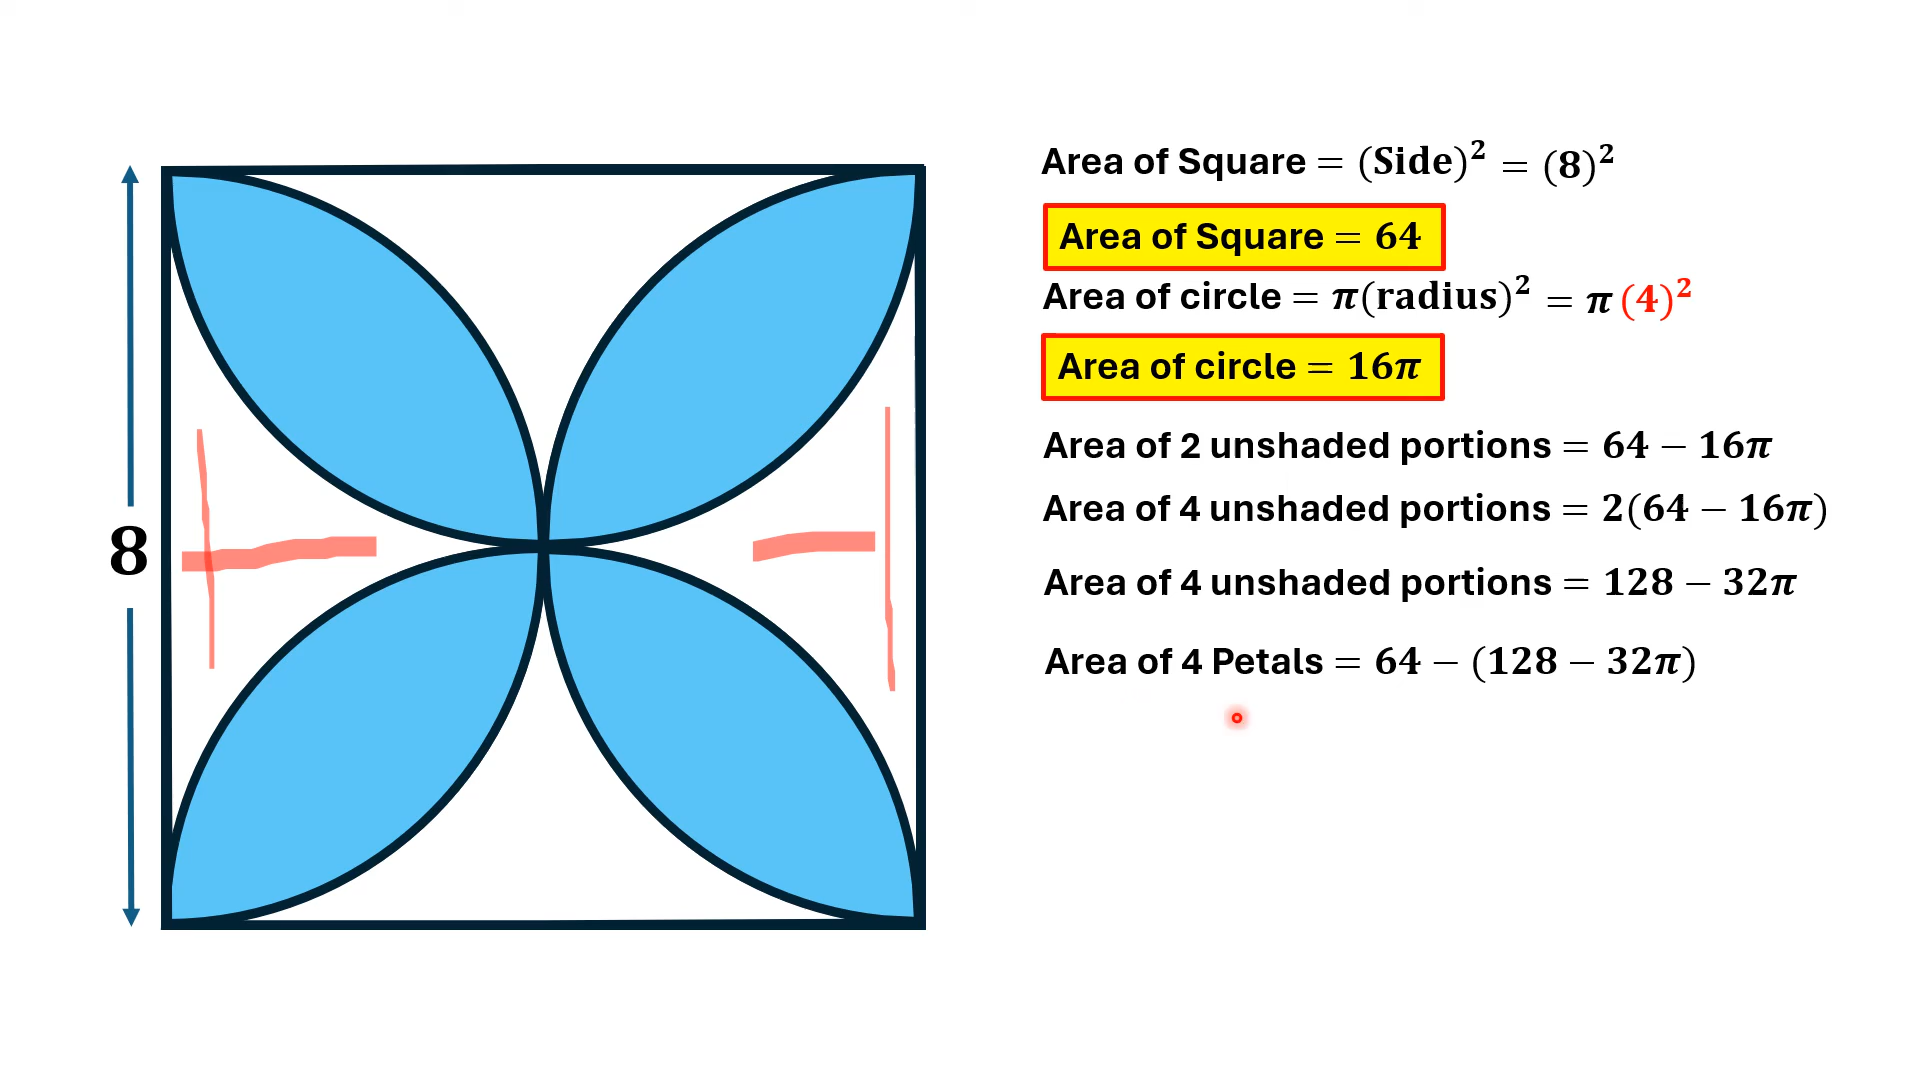 8
Area of Square = (Side)² = (8)²
Area of Square = 64
Area of circle = π(radius)² = π(4)²
Area of circle = 16π
Area of 2 unshaded portions = 64 − 16π
Area of 4 unshaded portions = 2(64 − 16π)
Area of 4 unshaded portions = 128 − 32π
Area of 4 Petals = 64 − (128 − 32π)